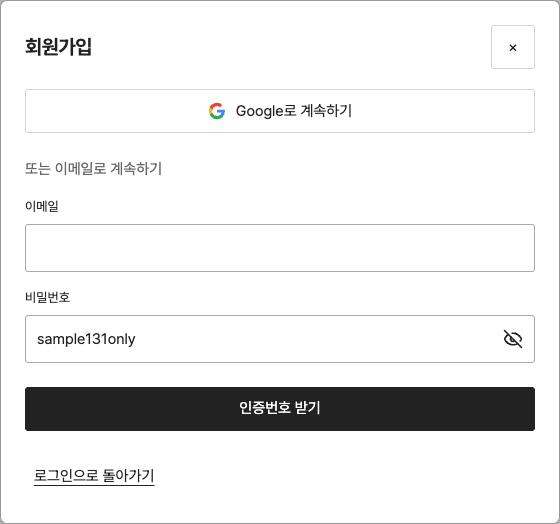 회원가입
×
Google로 계속하기
또는 이메일로 계속하기
이메일
비밀번호
sample131only
인증번호 받기
로그인으로 돌아가기